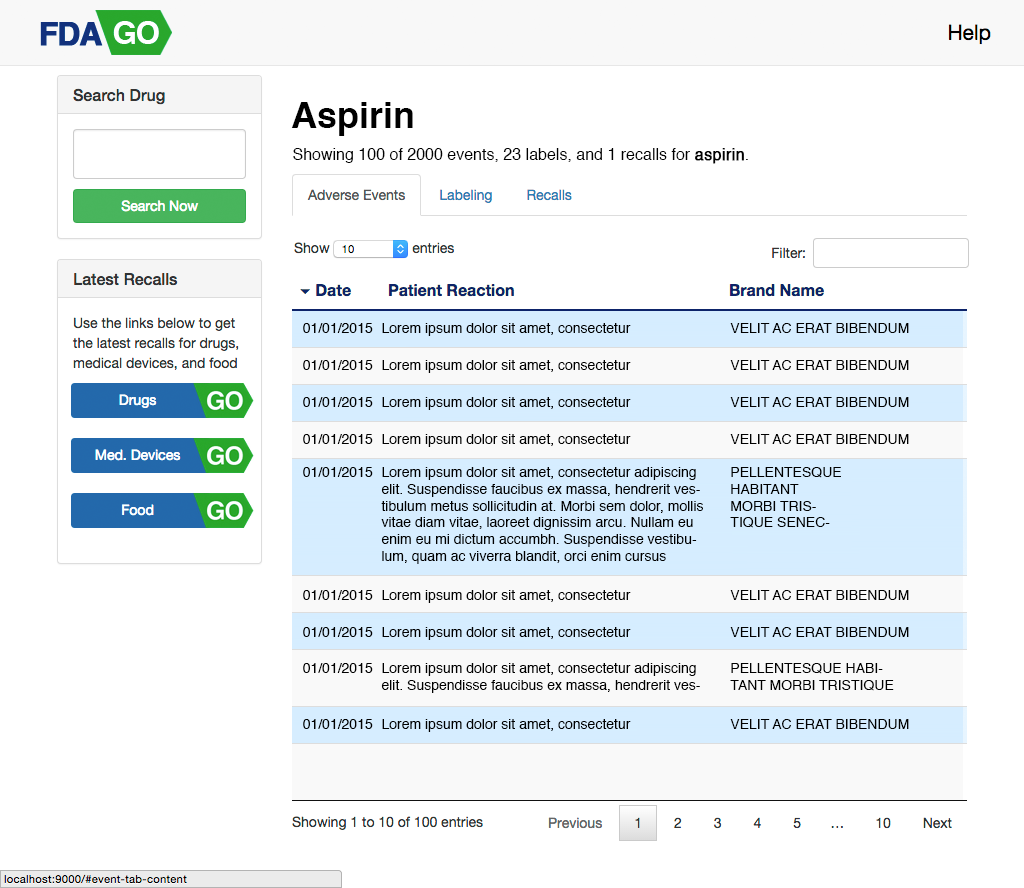 FDA GO
Help
Search Drug
Search Now
Latest Recalls
Use the links below to get
the latest recalls for drugs,
medical devices, and food
Drugs GO
Med. Devices GO
Food GO
Aspirin
Showing 100 of 2000 events, 23 labels, and 1 recalls for aspirin.
Adverse Events Labeling Recalls
Show 10 entries Filter:
Date Patient Reaction Brand Name
01/01/2015 Lorem ipsum dolor sit amet, consectetur VELIT AC ERAT BIBENDUM
01/01/2015 Lorem ipsum dolor sit amet, consectetur VELIT AC ERAT BIBENDUM
01/01/2015 Lorem ipsum dolor sit amet, consectetur VELIT AC ERAT BIBENDUM
01/01/2015 Lorem ipsum dolor sit amet, consectetur VELIT AC ERAT BIBENDUM
01/01/2015 Lorem ipsum dolor sit amet, consectetur adipiscing PELLENTESQUE
elit. Suspendisse faucibus ex massa, hendrerit ves- HABITANT
tibulum metus sollicitudin at. Morbi sem dolor, mollis MORBI TRIS-
vitae diam vitae, laoreet dignissim arcu. Nullam eu TIQUE SENEC-
enim eu mi dictum accumbh. Suspendisse vestibu-
lum, quam ac viverra blandit, orci enim cursus
01/01/2015 Lorem ipsum dolor sit amet, consectetur VELIT AC ERAT BIBENDUM
01/01/2015 Lorem ipsum dolor sit amet, consectetur VELIT AC ERAT BIBENDUM
01/01/2015 Lorem ipsum dolor sit amet, consectetur adipiscing PELLENTESQUE HABI-
elit. Suspendisse faucibus ex massa, hendrerit ves- TANT MORBI TRISTIQUE
01/01/2015 Lorem ipsum dolor sit amet, consectetur VELIT AC ERAT BIBENDUM
Showing 1 to 10 of 100 entries Previous 1 2 3 4 5 ... 10 Next
localhost:9000/#event-tab-content